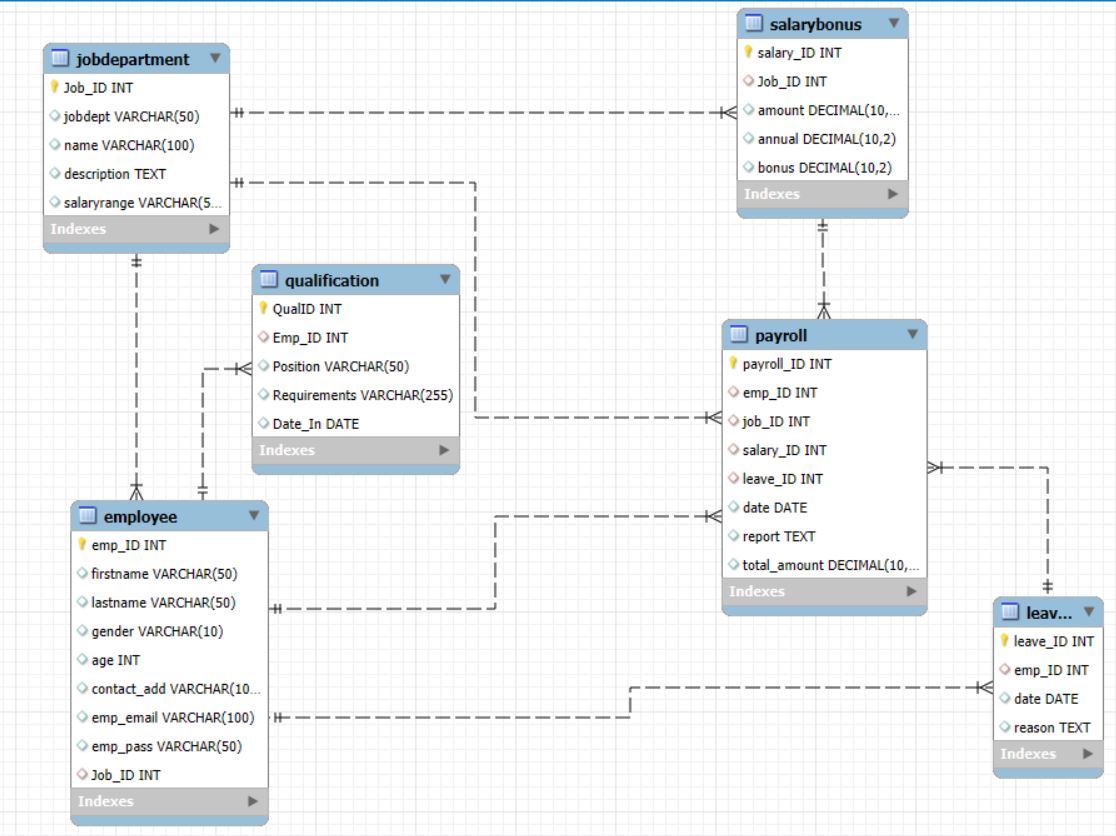 jobdepartment
Job_ID INT
jobdept VARCHAR(50)
name VARCHAR(100)
description TEXT
salaryrange VARCHAR(5...
Indexes
salarybonus
salary_ID INT
Job_ID INT
amount DECIMAL(10,...
annual DECIMAL(10,2)
bonus DECIMAL(10,2)
Indexes
qualification
QualID INT
Emp_ID INT
Position VARCHAR(50)
Requirements VARCHAR(255)
Date_In DATE
Indexes
payroll
payroll_ID INT
emp_ID INT
job_ID INT
salary_ID INT
leave_ID INT
date DATE
report TEXT
total_amount DECIMAL(10,...
Indexes
employee
emp_ID INT
firstname VARCHAR(50)
lastname VARCHAR(50)
gender VARCHAR(10)
age INT
contact_add VARCHAR(10...
emp_email VARCHAR(100)
emp_pass VARCHAR(50)
Job_ID INT
Indexes
leav...
leave_ID INT
emp_ID INT
date DATE
reason TEXT
Indexes